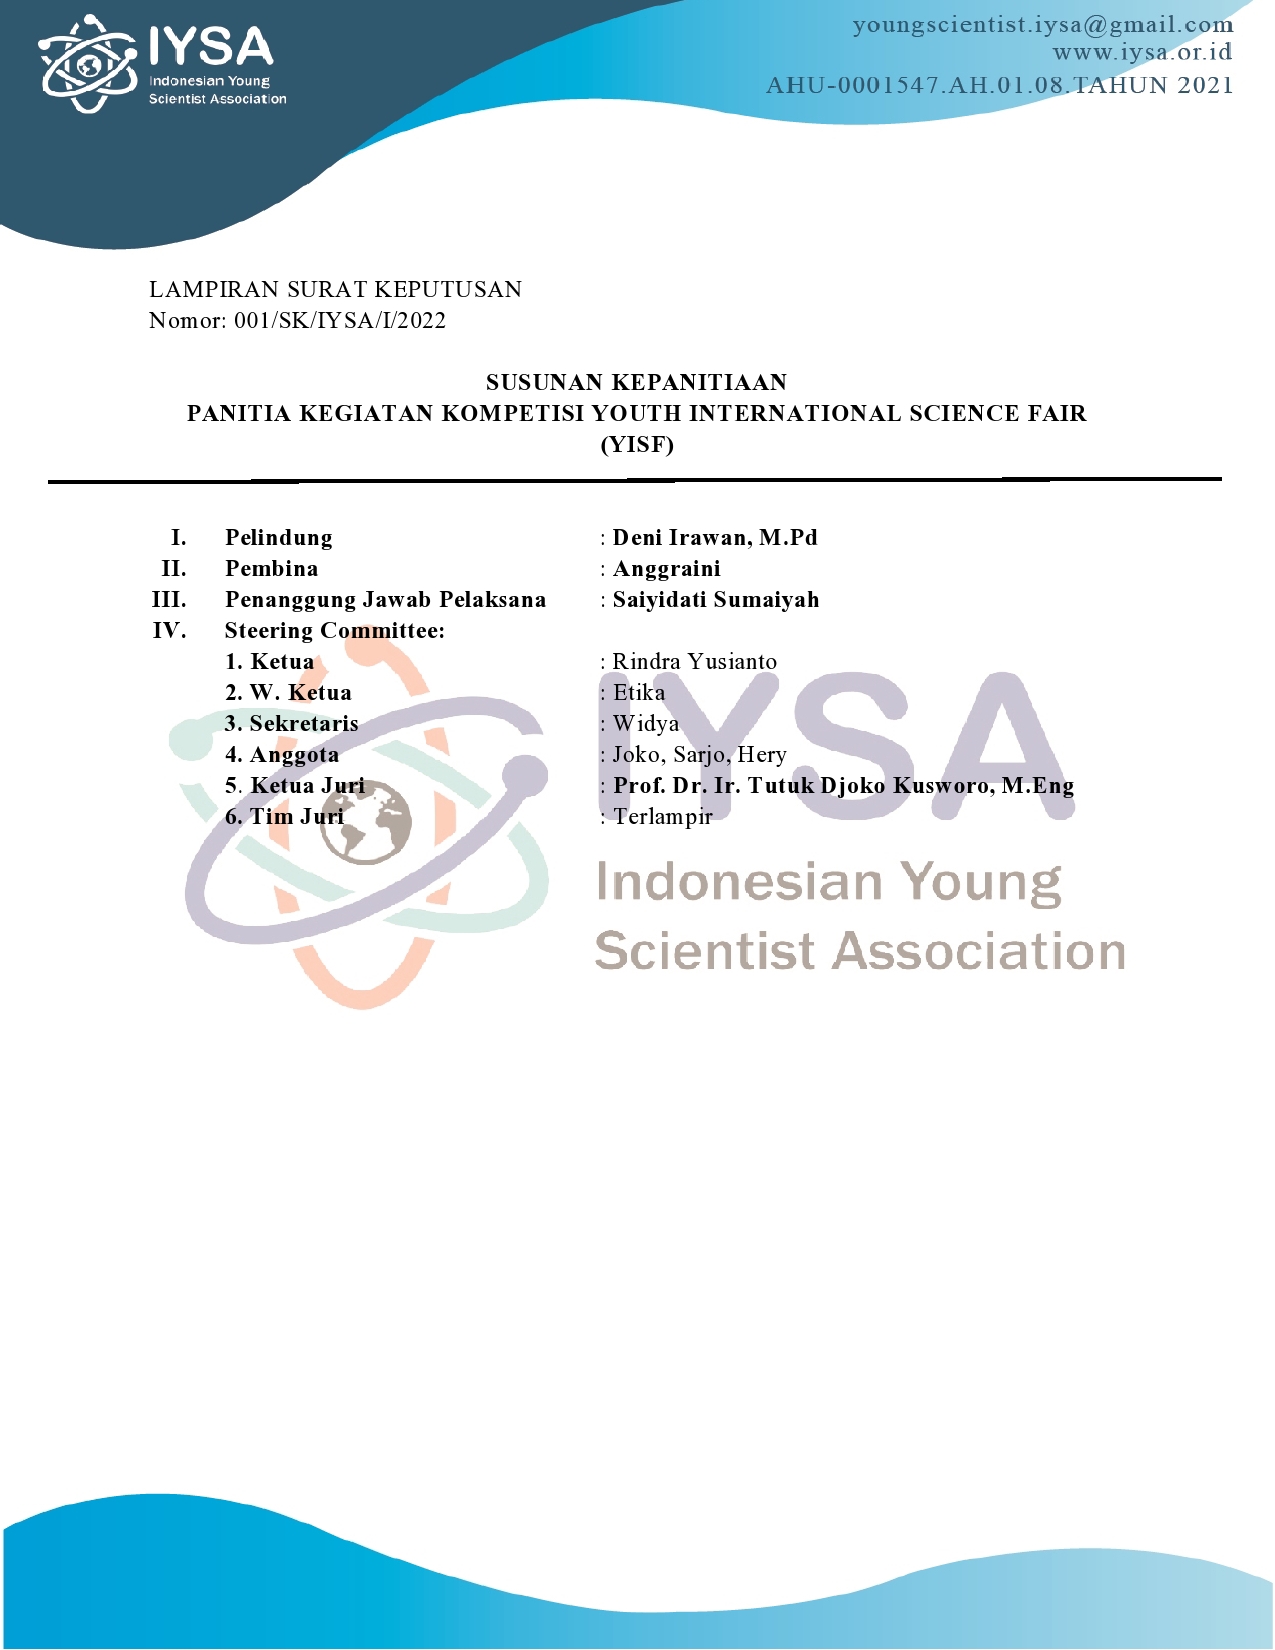 IYSA
Indonesian Young
Scientist Association
youngscientist.iysa@gmail.com
www.iysa.or.id
AHU-0001547.AH.01.08.TAHUN 2021
LAMPIRAN SURAT KEPUTUSAN
Nomor: 001/SK/IYSA/I/2022
SUSUNAN KEPANITIAAN
PANITIA KEGIATAN KOMPETISI YOUTH INTERNATIONAL SCIENCE FAIR
(YISF)
I. Pelindung : Deni Irawan, M.Pd
II. Pembina : Anggraini
III. Penanggung Jawab Pelaksana : Saiyidati Sumaiyah
IV. Steering Committee:
1. Ketua : Rindra Yusianto
2. W. Ketua : Etika
3. Sekretaris : Widya
4. Anggota : Joko, Sarjo, Hery
5. Ketua Juri : Prof. Dr. Ir. Tutuk Djoko Kusworo, M.Eng
6. Tim Juri : Terlampir
IYSA
Indonesian Young
Scientist Association